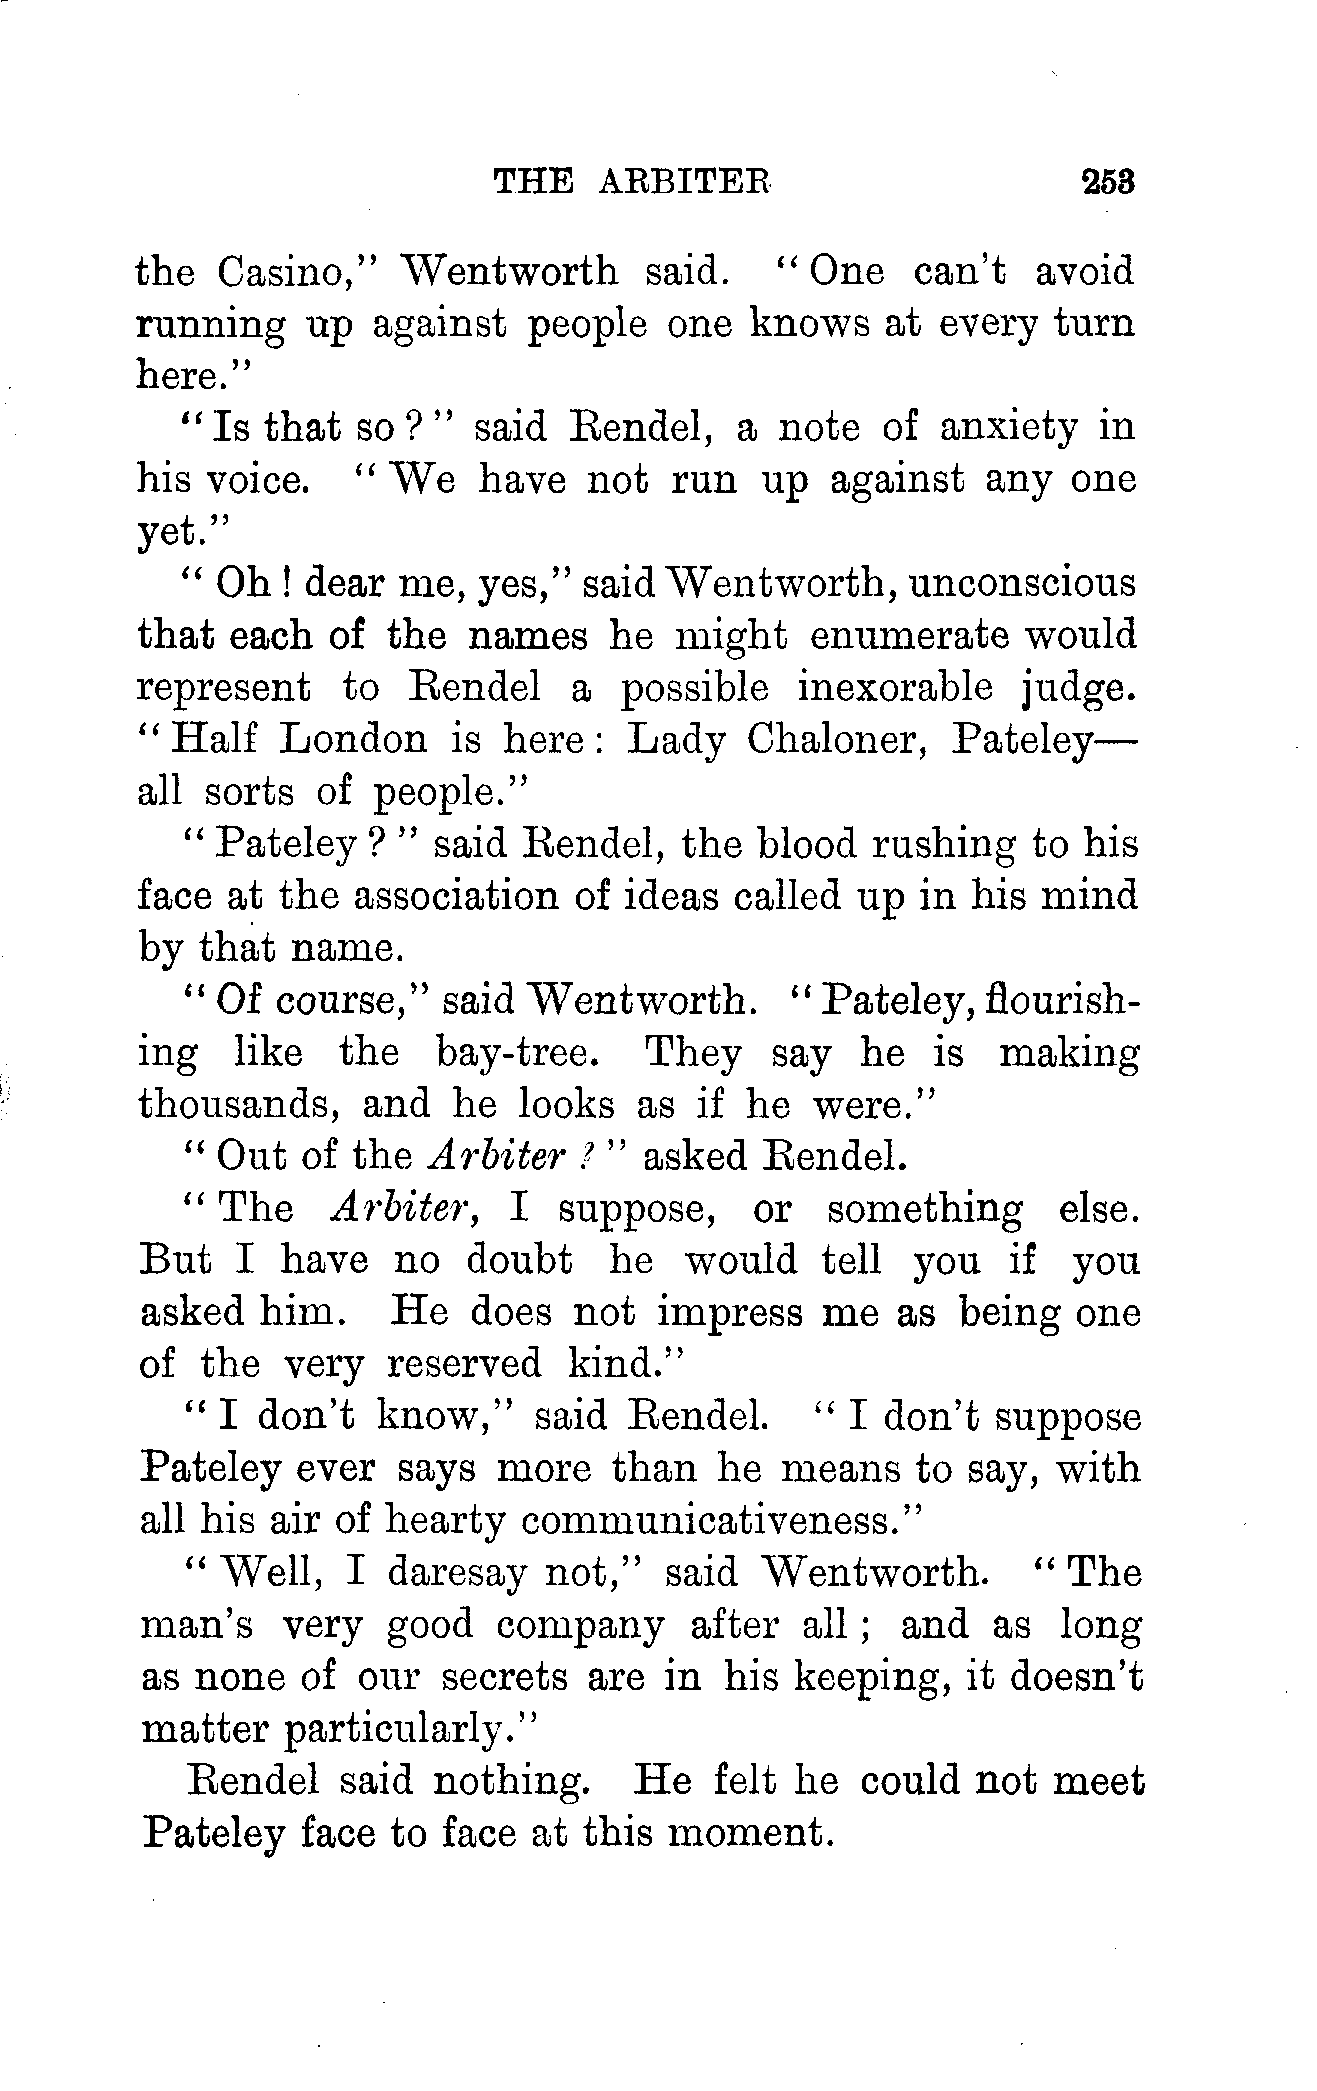 THE ARBITER 253
the Casino,” Wentworth said. “ One can’t avoid
running up against people one knows at every turn
here.”
“ Is that so ? ” said Rendel, a note of anxiety in
his voice. “ We have not run up against any one
yet.”
“ Oh ! dear me, yes,” said Wentworth, unconscious
that each of the names he might enumerate would
represent to Rendel a possible inexorable judge.
“ Half London is here : Lady Chaloner, Pateley—
all sorts of people.”
“ Pateley ? ” said Rendel, the blood rushing to his
face at the association of ideas called up in his mind
by that name.
“ Of course,” said Wentworth. “ Pateley, flourish-
ing like the bay-tree. They say he is making
thousands, and he looks as if he were.”
“ Out of the Arbiter ? ” asked Rendel.
“ The Arbiter, I suppose, or something else.
But I have no doubt he would tell you if you
asked him. He does not impress me as being one
of the very reserved kind.”
“ I don’t know,” said Rendel. “ I don’t suppose
Pateley ever says more than he means to say, with
all his air of hearty communicativeness.”
“ Well, I daresay not,” said Wentworth. “ The
man’s very good company after all ; and as long
as none of our secrets are in his keeping, it doesn’t
matter particularly.”
Rendel said nothing. He felt he could not meet
Pateley face to face at this moment.